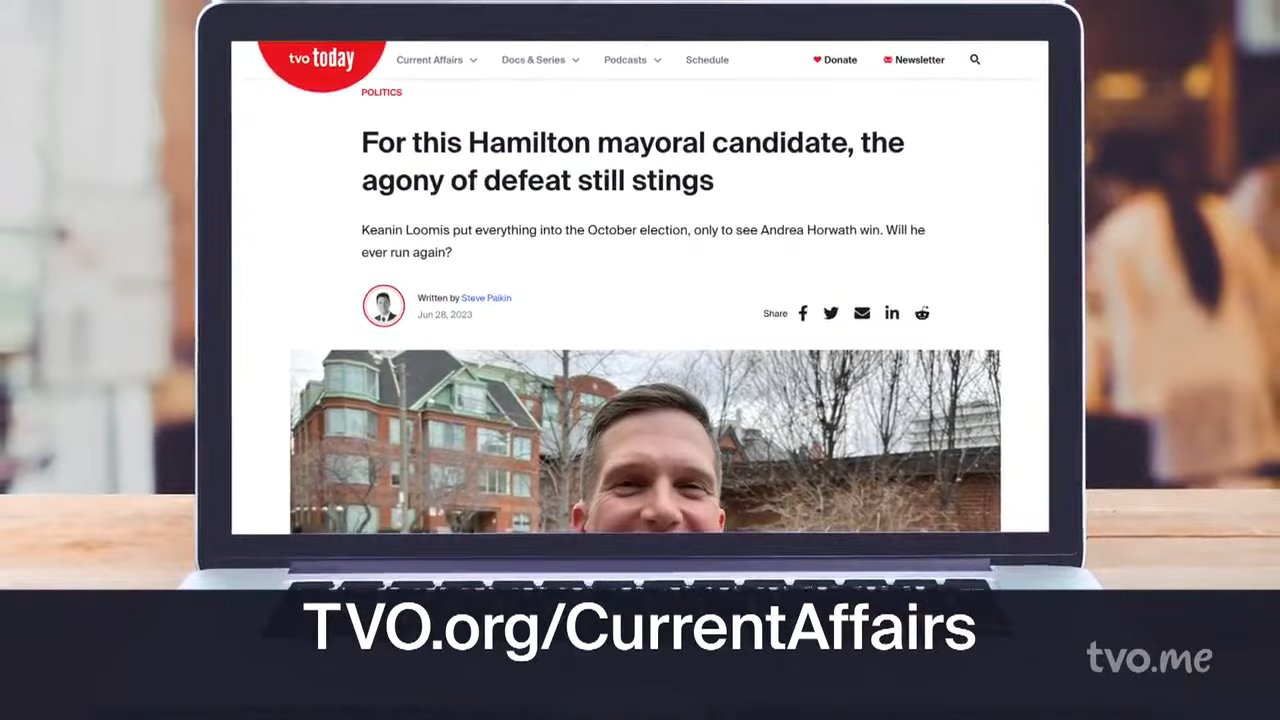 tvo today
Current Affairs
Docs & Series
Podcasts
Schedule
Donate
Newsletter
POLITICS
For this Hamilton mayoral candidate, the
agony of defeat still stings
Keanin Loomis put everything into the October election, only to see Andrea Horwath win. Will he
ever run again?
Written by Steve Paikin
Jun 28, 2023
Share
TVO.org/CurrentAffairs
tvo.me